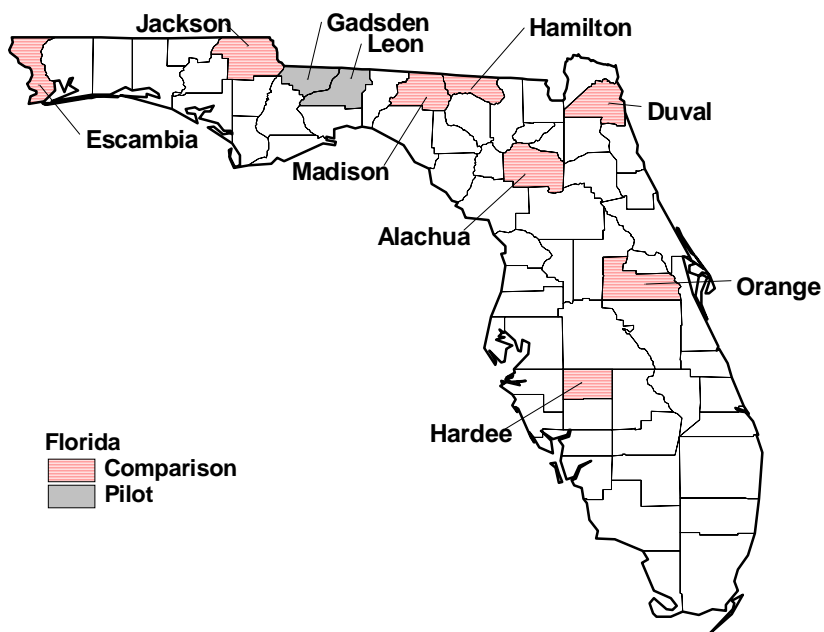 Jackson
Gadsden
Leon
Hamilton
Duval
Escambia
Madison
Alachua
Orange
Hardee
Florida
Comparison
Pilot